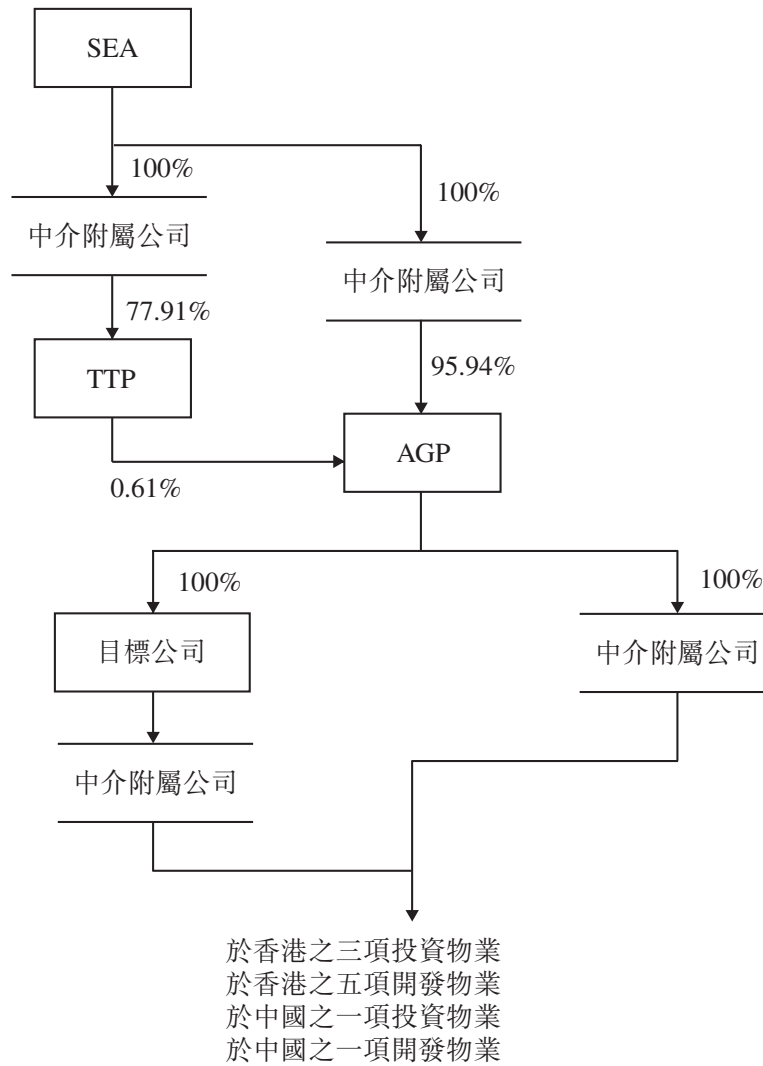 SEA
100%
100%
中介附屬公司
中介附屬公司
77.91%
TTP
95.94%
AGP
0.61%
100%
100%
目標公司
中介附屬公司
中介附屬公司
於香港之三項投資物業
於香港之五項開發物業
於中國之一項投資物業
於中國之一項開發物業